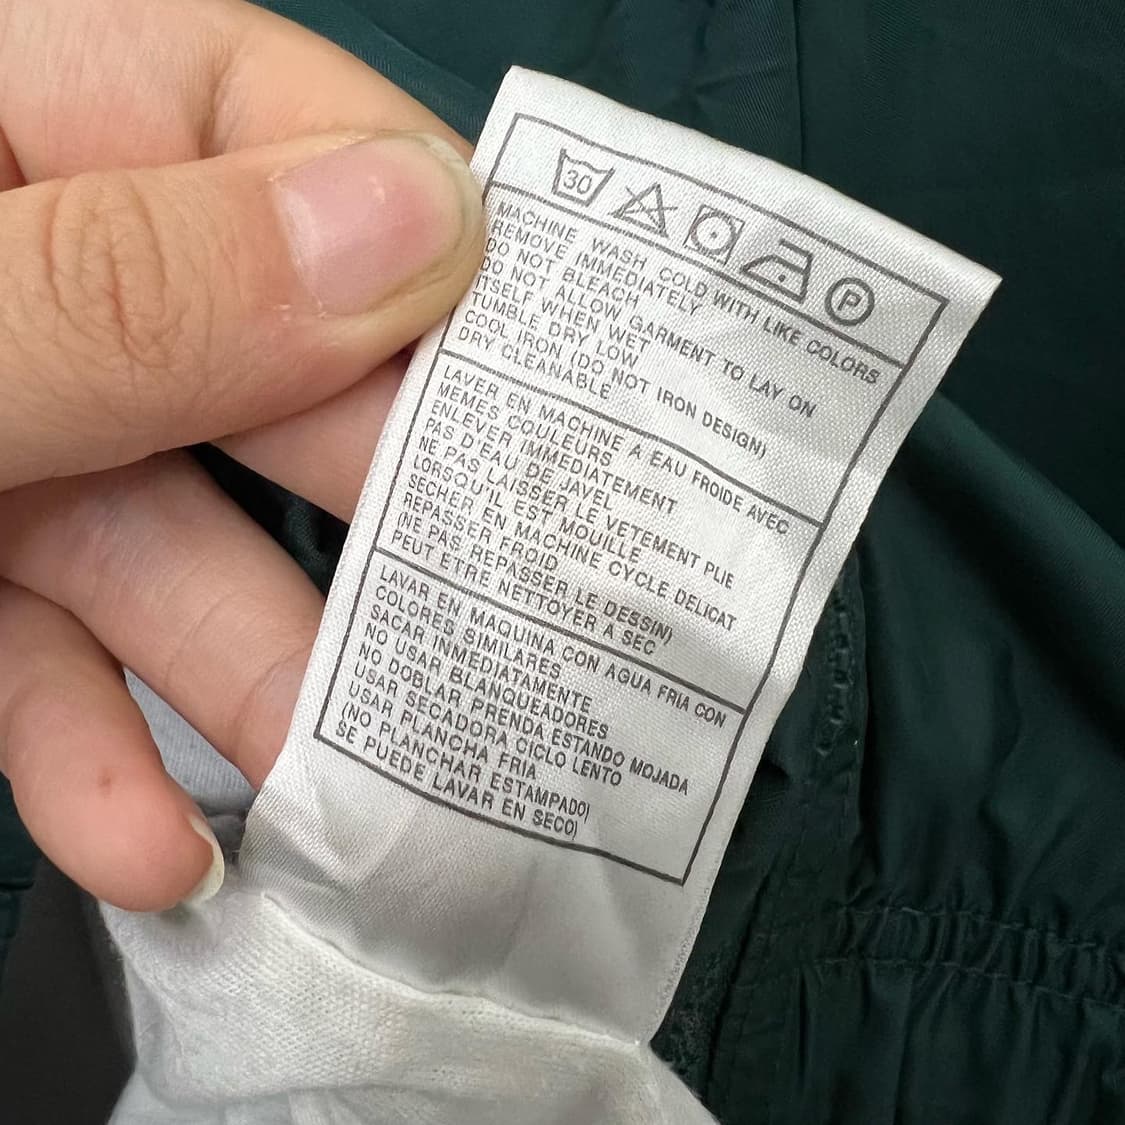 30 P
MACHINE WASH, COLD WITH LIKE COLORS
REMOVE IMMEDIATELY
DO NOT BLEACH
DO NOT ALLOW GARMENT TO LAY ON
ITSELF WHEN WET
TUMBLE DRY LOW
COOL IRON (DO NOT IRON DESIGN)
DRY CLEANABLE
LAVER EN MACHINE A EAU FROIDE AVEC
MEMES COULEURS
ENLEVER IMMEDIATEMENT
PAS D'EAU DE JAVEL
NE PAS LAISSER LE VETEMENT PLIE
LORSQU'IL EST MOUILLE
SECHER EN MACHINE CYCLE DELICAT
REPASSER FROID
(NE PAS REPASSER LE DESSIN)
PEUT ETRE NETTOYER A SEC
LAVAR EN MAQUINA CON AGUA FRIA CON
COLORES SIMILARES
SACAR INMEDIATAMENTE
NO USAR BLANQUEADORES
NO DOBLAR PRENDA ESTANDO MOJADA
USAR SECADORA CICLO LENTO
USAR PLANCHA FRIA
(NO PLANCHAR ESTAMPADO)
SE PUEDE LAVAR EN SECO)